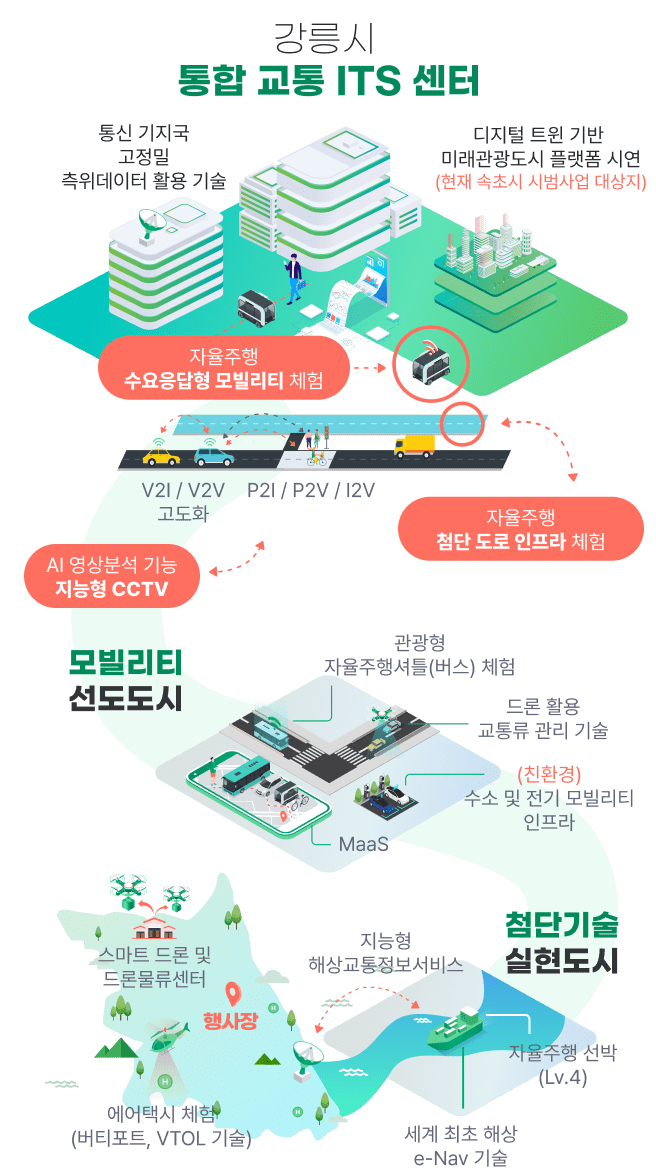 강릉시
통합 교통 ITS 센터
통신 기지국
고정밀
측위데이터 활용 기술
디지털 트윈 기반
미래관광도시 플랫폼 시연
(현재 속초시 시범사업 대상지)
자율주행
수요응답형 모빌리티 체험
V2I / V2V
고도화
P2I / P2V / I2V
자율주행
첨단 도로 인프라 체험
AI 영상분석 기능
지능형 CCTV
모빌리티
선도도시
관광형
자율주행셔틀(버스) 체험
드론 활용
교통류 관리 기술
(친환경)
수소 및 전기 모빌리티
인프라
MaaS
첨단기술
실현도시
스마트 드론 및
드론물류센터
지능형
해상교통정보서비스
행사장
H
H
H
자율주행 선박
(Lv.4)
에어택시 체험
(버티포트, VTOL 기술)
세계 최초 해상
e-Nav 기술